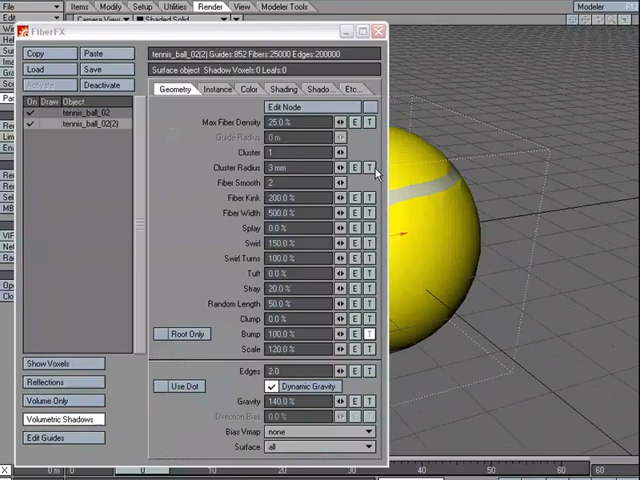 File Items Modify Setup Utilities Render View Modeler Tools
Camera View Shaded Solid
Modeler
FiberFX
Copy Paste
Load Save
Activate Deactivate
On Draw Object
tennis_ball_02
tennis_ball_02(2)
Show Voxels
Reflections
Volume Only
Volumetric Shadows
Edit Guides
tennis_ball_02(2) Guides:852 Fibers:25000 Edges:200000
Surface object: Shadow Voxels:0 Leafs:0
Geometry Instance Color Shading Shado... Etc...
Edit Node
Max Fiber Density 25.0 % E T
Guide Radius 0 m
Cluster 1
Cluster Radius 3 mm E T
Fiber Smooth 2
Fiber Kink 200.0 % E T
Fiber Width 500.0 % E T
Splay 0.0 % E T
Swirl 150.0 % E T
Swirl Turns 100.0 % E T
Tuft 0.0 % E T
Stray 20.0 % E T
Random Length 50.0 % E T
Clump 0.0 % E T
Root Only Bump 100.0 % E T
Scale 120.0 % E T
Edges 2.0 E T
Use Dot Dynamic Gravity
Gravity 140.0 % E T
Direction Bias 0.0 % E T
Bias Vmap none
Surface all
X 0 m 0 10 20 30 40 50 60